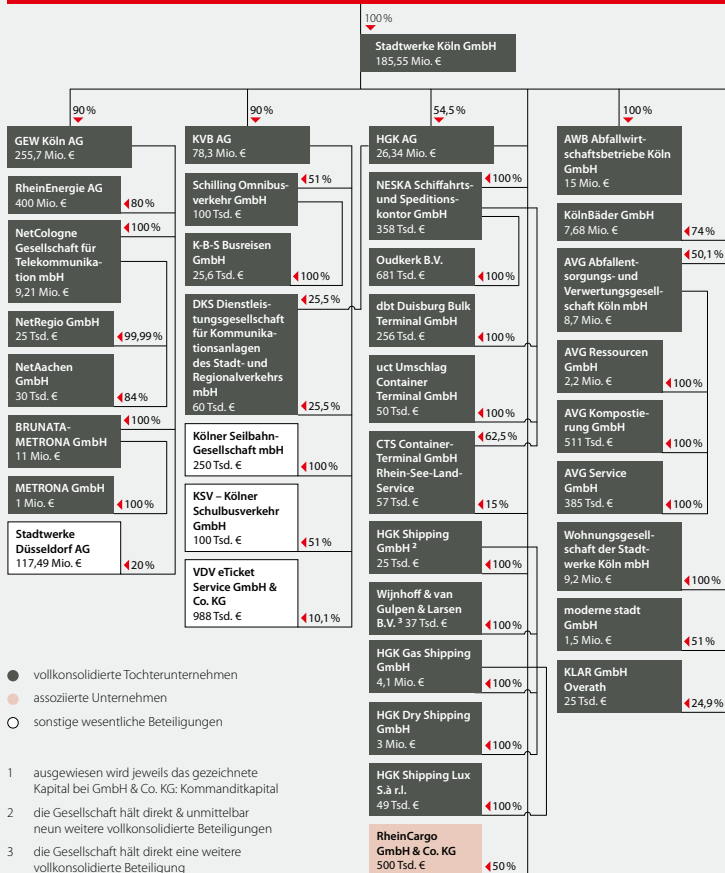 100 %
Stadtwerke Köln GmbH
185,55 Mio. €
90 %
GEW Köln AG
255,7 Mio. €
RheinEnergie AG
400 Mio. €
80 %
NetCologne
Gesellschaft für
Telekommunika-
tion mbH
9,21 Mio. €
100 %
NetRegio GmbH
25 Tsd. €
99,99 %
NetAachen
GmbH
30 Tsd. €
84 %
BRUNATA-
METRONA GmbH
11 Mio. €
100 %
METRONA GmbH
1 Mio. €
100 %
Stadtwerke
Düsseldorf AG
117,49 Mio. €
20 %
90 %
KVB AG
78,3 Mio. €
Schilling Omnibus-
verkehr GmbH
100 Tsd. €
51 %
K-B-S Busreisen
GmbH
25,6 Tsd. €
100 %
DKS Dienstleis-
tungsgesellschaft
für Kommunika-
tionsanlagen
des Stadt- und
Regionalverkehrs
mbH
60 Tsd. €
25,5 %
25,5 %
Kölner Seilbahn-
Gesellschaft mbH
250 Tsd. €
100 %
KSV – Kölner
Schulbusverkehr
GmbH
100 Tsd. €
51 %
VDV eTicket
Service GmbH &
Co. KG
988 Tsd. €
10,1 %
54,5 %
HGK AG
26,34 Mio. €
NESKA Schiffahrts-
und Speditions-
kontor GmbH
358 Tsd. €
100 %
Oudkerk B.V.
681 Tsd. €
100 %
dbt Duisburg Bulk
Terminal GmbH
256 Tsd. €
100 %
uct Umschlag
Container
Terminal GmbH
50 Tsd. €
100 %
CTS Container-
Terminal GmbH
Rhein-See-Land-
Service
57 Tsd. €
62,5 %
15 %
HGK Shipping
GmbH ²
25 Tsd. €
100 %
Wijnhoff & van
Gulpen & Larsen
B.V. ³ 37 Tsd. €
100 %
HGK Gas Shipping
GmbH
4,1 Mio. €
100 %
HGK Dry Shipping
GmbH
3 Mio. €
100 %
HGK Shipping Lux
S.à r.l.
49 Tsd. €
100 %
RheinCargo
GmbH & Co. KG
500 Tsd. €
50 %
100 %
AWB Abfallwirt-
schaftsbetriebe Köln
GmbH
15 Mio. €
KölnBäder GmbH
7,68 Mio. €
74 %
AVG Abfallent-
sorgungs- und
Verwertungsgesell-
schaft Köln mbH
8,7 Mio. €
50,1 %
AVG Ressourcen
GmbH
2,2 Mio. €
100 %
AVG Kompostie-
rung GmbH
511 Tsd. €
100 %
AVG Service
GmbH
385 Tsd. €
100 %
Wohnungsgesell-
schaft der Stadt-
werke Köln mbH
9,2 Mio. €
100 %
moderne stadt
GmbH
1,5 Mio. €
51 %
KLAR GmbH
Overath
25 Tsd. €
24,9 %
vollkonsolidierte Tochterunternehmen
assoziierte Unternehmen
sonstige wesentliche Beteiligungen
1 ausgewiesen wird jeweils das gezeichnete
Kapital bei GmbH & Co. KG: Kommanditkapital
2 die Gesellschaft hält direkt & unmittelbar
neun weitere vollkonsolidierte Beteiligungen
3 die Gesellschaft hält direkt eine weitere
vollkonsolidierte Beteiligung